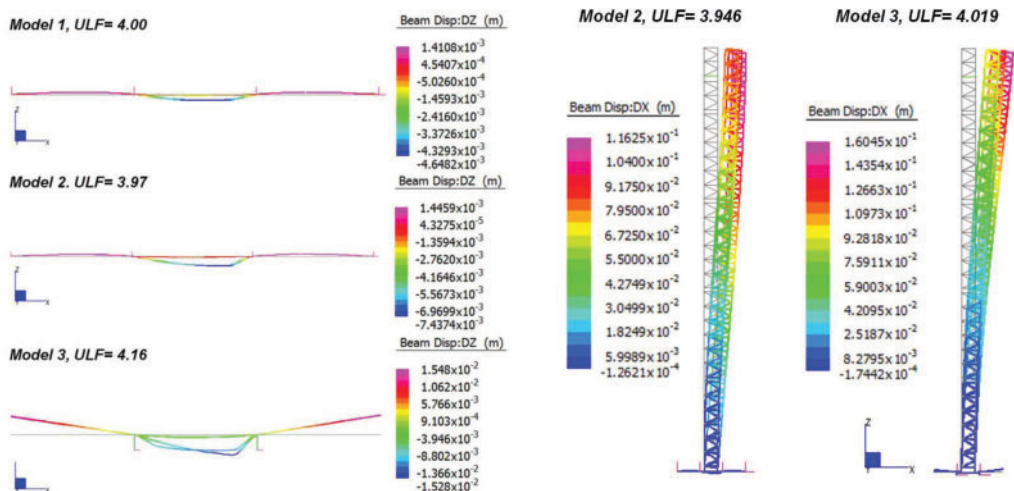 Model 1, ULF= 4.00
Beam Disp:DZ (m)
1.4108x10⁻³
4.5407x10⁻⁴
-5.0260x10⁻⁴
-1.4593x10⁻³
-2.4160x10⁻³
-3.3726x10⁻³
-4.3293x10⁻³
-4.6482x10⁻³
Z
X
Model 2. ULF= 3.97
Beam Disp:DZ (m)
1.4459x10⁻³
4.3275x10⁻⁵
-1.3594x10⁻³
-2.7620x10⁻³
-4.1646x10⁻³
-5.5673x10⁻³
-6.9699x10⁻³
-7.4374x10⁻³
Z
X
Model 3, ULF= 4.16
Beam Disp:DZ (m)
1.548x10⁻²
1.062x10⁻²
5.766x10⁻³
9.103x10⁻⁴
-3.946x10⁻³
-8.802x10⁻³
-1.366x10⁻²
-1.528x10⁻²
Z
X
Model 2, ULF= 3.946
Beam Disp:DX (m)
1.1625x10⁻¹
1.0400x10⁻¹
9.1750x10⁻²
7.9500x10⁻²
6.7250x10⁻²
5.5000x10⁻²
4.2749x10⁻²
3.0499x10⁻²
1.8249x10⁻²
5.9989x10⁻³
-1.2621x10⁻⁴
Z
X
Model 3, ULF= 4.019
Beam Disp:DX (m)
1.6045x10⁻¹
1.4354x10⁻¹
1.2663x10⁻¹
1.0973x10⁻¹
9.2818x10⁻²
7.5911x10⁻²
5.9003x10⁻²
4.2095x10⁻²
2.5187x10⁻²
8.2795x10⁻³
-1.7442x10⁻⁴
Z
X